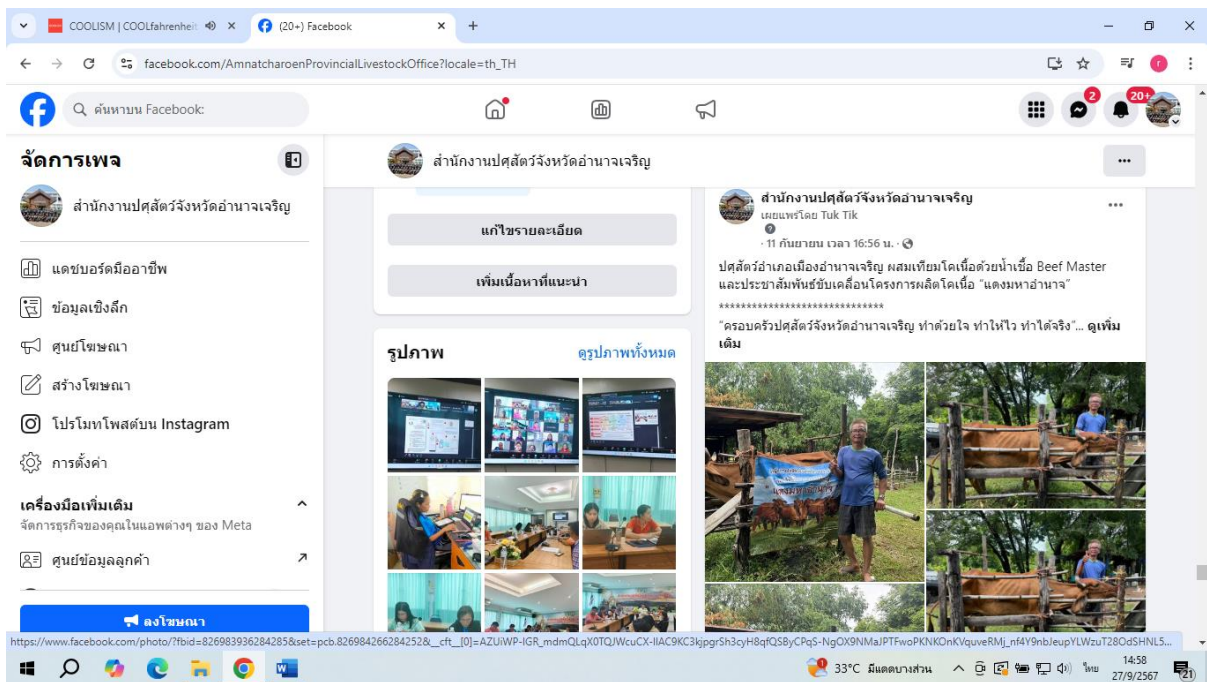 COOLISM | COOLfahrenheit
(20+) Facebook
facebook.com/AmnatcharoenProvincialLivestockOffice?locale=th_TH
r
ค้นหาบน Facebook:
2
20+
จัดการเพจ
สำนักงานปศุสัตว์จังหวัดอำนาจเจริญ
สำนักงานปศุสัตว์จังหวัดอำนาจเจริญ
แดชบอร์ดมืออาชีพ
ข้อมูลเชิงลึก
ศูนย์โฆษณา
สร้างโฆษณา
โปรโมทโพสต์บน Instagram
การตั้งค่า
เครื่องมือเพิ่มเติม
จัดการธุรกิจของคุณในแอพต่างๆ ของ Meta
ศูนย์ข้อมูลลูกค้า
ลงโฆษณา
แก้ไขรายละเอียด
เพิ่มเนื้อหาที่แนะนำ
รูปภาพ
ดูรูปภาพทั้งหมด
สำนักงานปศุสัตว์จังหวัดอำนาจเจริญ
เผยแพร่โดย Tuk Tik
· 11 กันยายน เวลา 16:56 น. ·
ปศุสัตว์อำเภอเมืองอำนาจเจริญ ผสมเทียมโคเนื้อด้วยน้ำเชื้อ Beef Master
และประชาสัมพันธ์ขับเคลื่อนโครงการผลิตโคเนื้อ “แดงมหาอำนาจ”
******************************
“ครอบครัวปศุสัตว์จังหวัดอำนาจเจริญ ทำด้วยใจ ทำให้ไว ทำได้จริง”... ดูเพิ่ม
เติม
แดงมหาอำนาจ
33°C มีแดดบางส่วน
ไทย
14:58
27/9/2567
21